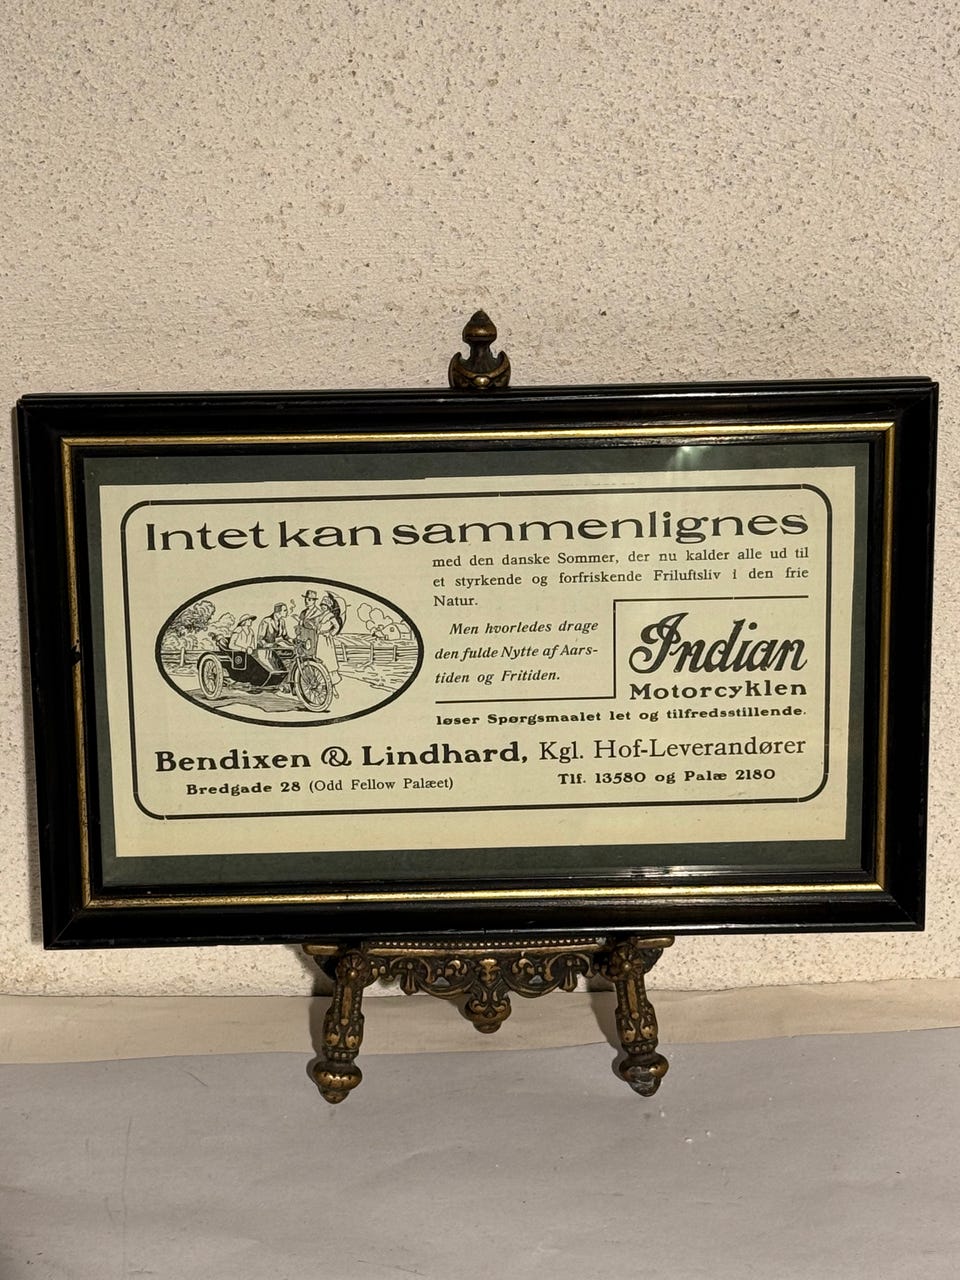 Intet kan sammenlignes
med den danske Sommer, der nu kalder alle ud til
et styrkende og forfriskende Friluftsliv i den frie
Natur.
Men hvorledes drage
den fulde Nytte af Aars-
tiden og Fritiden.
Indian
Motorcyklen
løser Spørgsmaalet let og tilfredsstillende.
Bendixen & Lindhard, Kgl. Hof-Leverandører
Bredgade 28 (Odd Fellow Palæet)
Tlf. 13580 og Palæ 2180